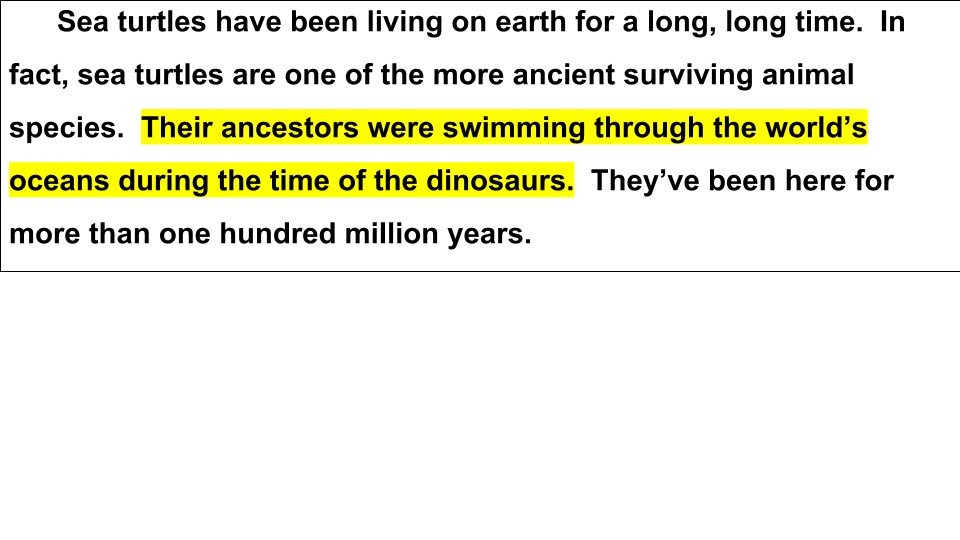 Sea turtles have been living on earth for a long, long time.  In
fact, sea turtles are one of the more ancient surviving animal
species.  Their ancestors were swimming through the world’s
oceans during the time of the dinosaurs.  They’ve been here for
more than one hundred million years.